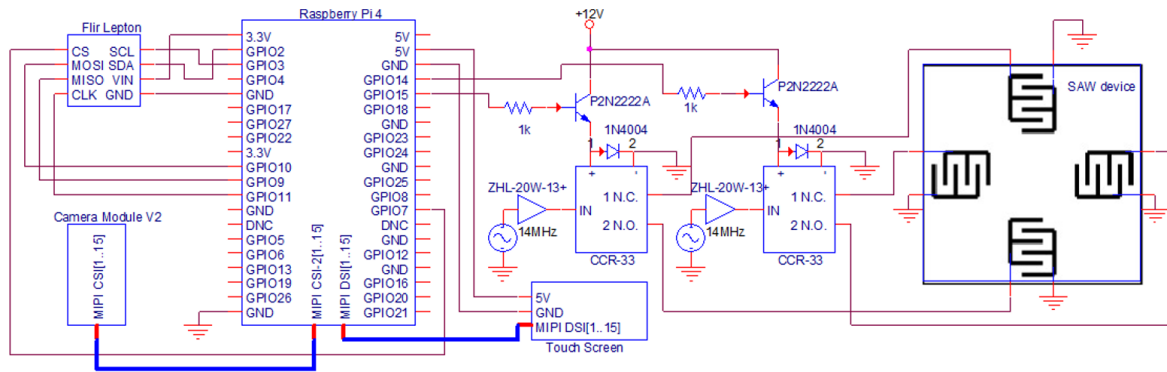 Flir Lepton
CS SCL
MOSI SDA
MISO VIN
CLK GND
Raspberry Pi 4
3.3V 5V
GPIO2 5V
GPIO3 GND
GPIO4 GPIO14
GND GPIO15
GPIO17 GPIO18
GPIO27 GND
GPIO22 GPIO23
3.3V GPIO24
GPIO10 GND
GPIO9 GPIO25
GPIO11 GPIO8
GND GPIO7
DNC DNC
GPIO5 GND
GPIO6 GPIO12
GPIO13 GND
GPIO19 GPIO16
GPIO26 GPIO20
GND GPIO21
MIPI CSI-2[1..15]
MIPI DSI[1..15]
Camera Module V2
MIPI CSI[1..15]
5V
GND
MIPI DSI[1..15]
Touch Screen
+12V
P2N2222A
1k
1N4004
1 2
+ -
ZHL-20W-13+
14MHz
IN
1 N.C.
2 N.O.
CCR-33
P2N2222A
1k
1N4004
1 2
+ -
ZHL-20W-13+
14MHz
IN
1 N.C.
2 N.O.
CCR-33
SAW device